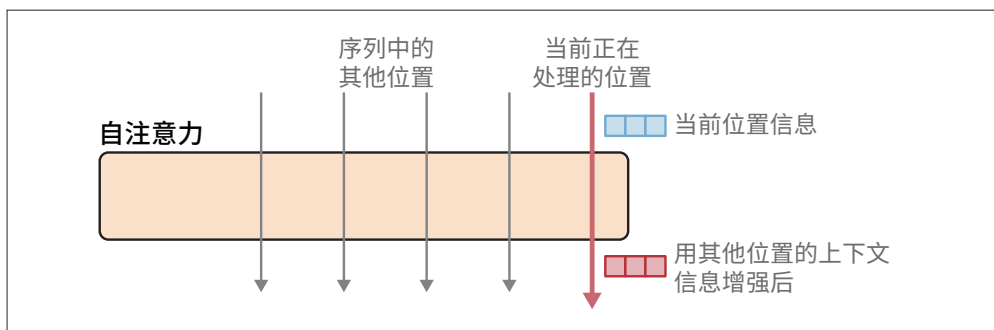 序列中的
其他位置
当前正在
处理的位置
自注意力
当前位置信息
用其他位置的上下文
信息增强后